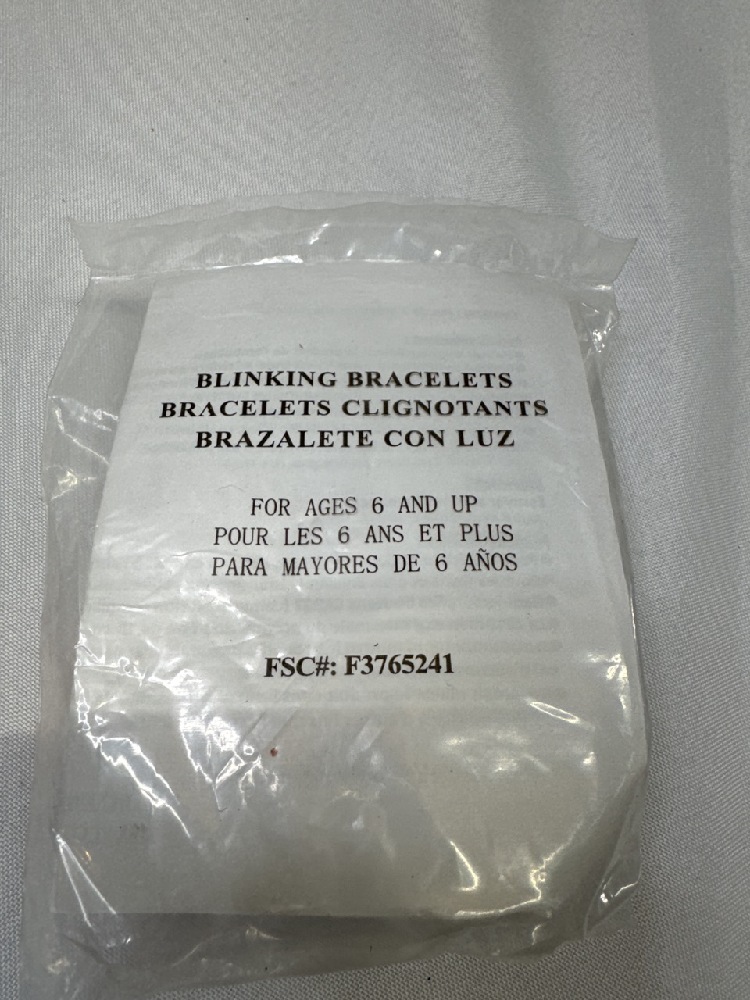 BLINKING BRACELETS
BRACELETS CLIGNOTANTS
BRAZALETE CON LUZ
FOR AGES 6 AND UP
POUR LES 6 ANS ET PLUS
PARA MAYORES DE 6 AÑOS
FSC#: F3765241